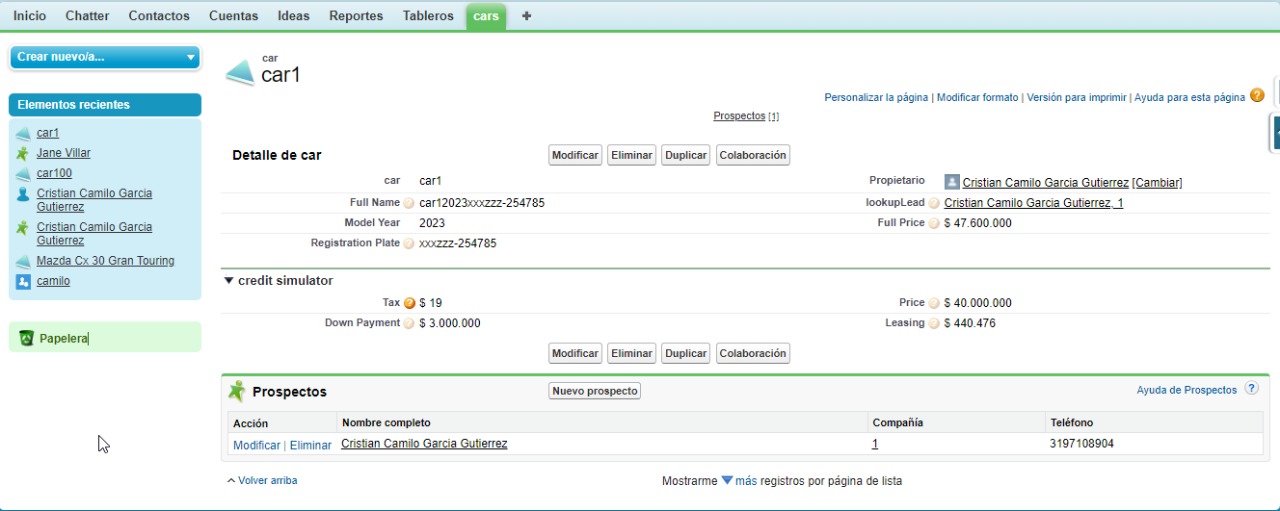 Inicio Chatter Contactos Cuentas Ideas Reportes Tableros cars +
Crear nuevo/a...
Elementos recientes
car1
Jane Villar
car100
Cristian Camilo Garcia
Gutierrez
Cristian Camilo Garcia
Gutierrez
Mazda Cx 30 Gran Touring
camilo
Papelera
car
car1
Personalizar la página | Modificar formato | Versión para imprimir | Ayuda para esta página ?
Prospectos [1]
Detalle de car Modificar Eliminar Duplicar Colaboración
car car1 Propietario Cristian Camilo Garcia Gutierrez [Cambiar]
Full Name car12023xxxzzz-254785 lookupLead Cristian Camilo Garcia Gutierrez, 1
Model Year 2023 Full Price $ 47.600.000
Registration Plate xxxzzz-254785
credit simulator
Tax ? $ 19 Price $ 40.000.000
Down Payment $ 3.000.000 Leasing $ 440.476
Modificar Eliminar Duplicar Colaboración
Prospectos Nuevo prospecto Ayuda de Prospectos ?
Acción Nombre completo Compañía Teléfono
Modificar | Eliminar Cristian Camilo Garcia Gutierrez 1 3197108904
Volver arriba Mostrarme más registros por página de lista